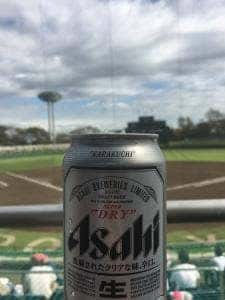 "KARAKUCHI"
ASAHI BREWERIES LIMITED
SUPER
"DRY"
Asahi
洗練されたクリアな味、辛口。
生